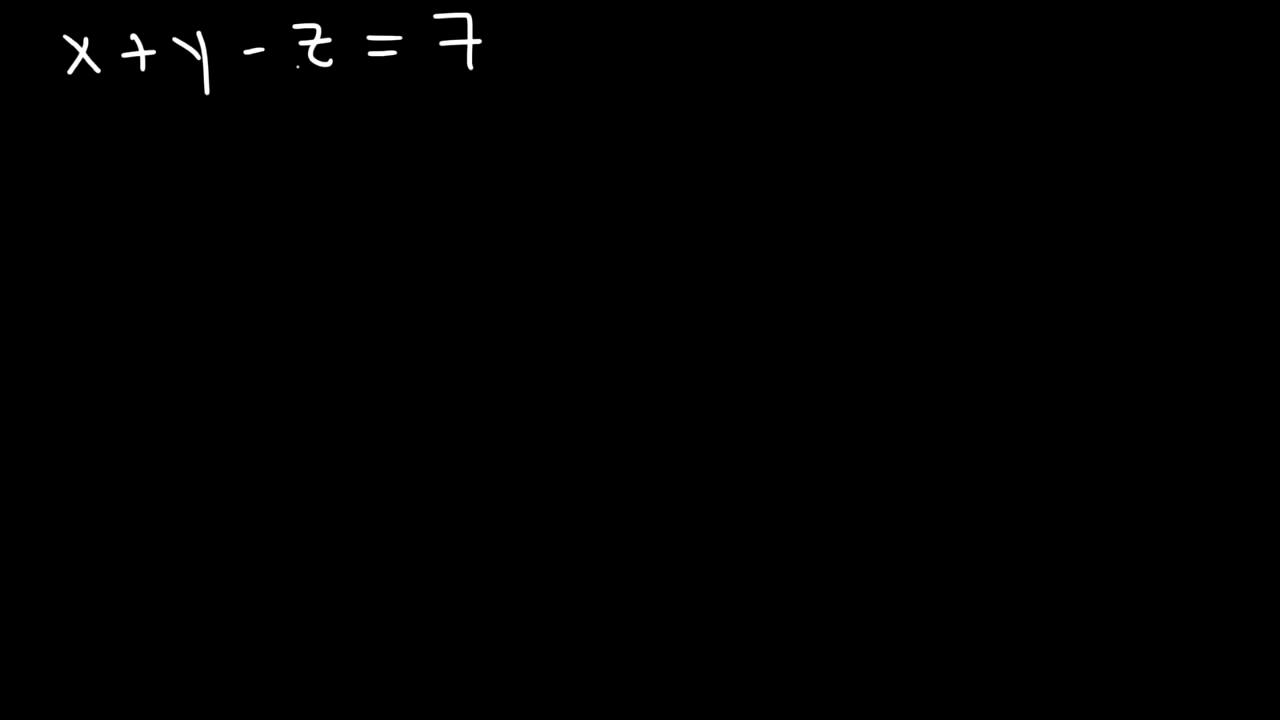 x + y - z = 7